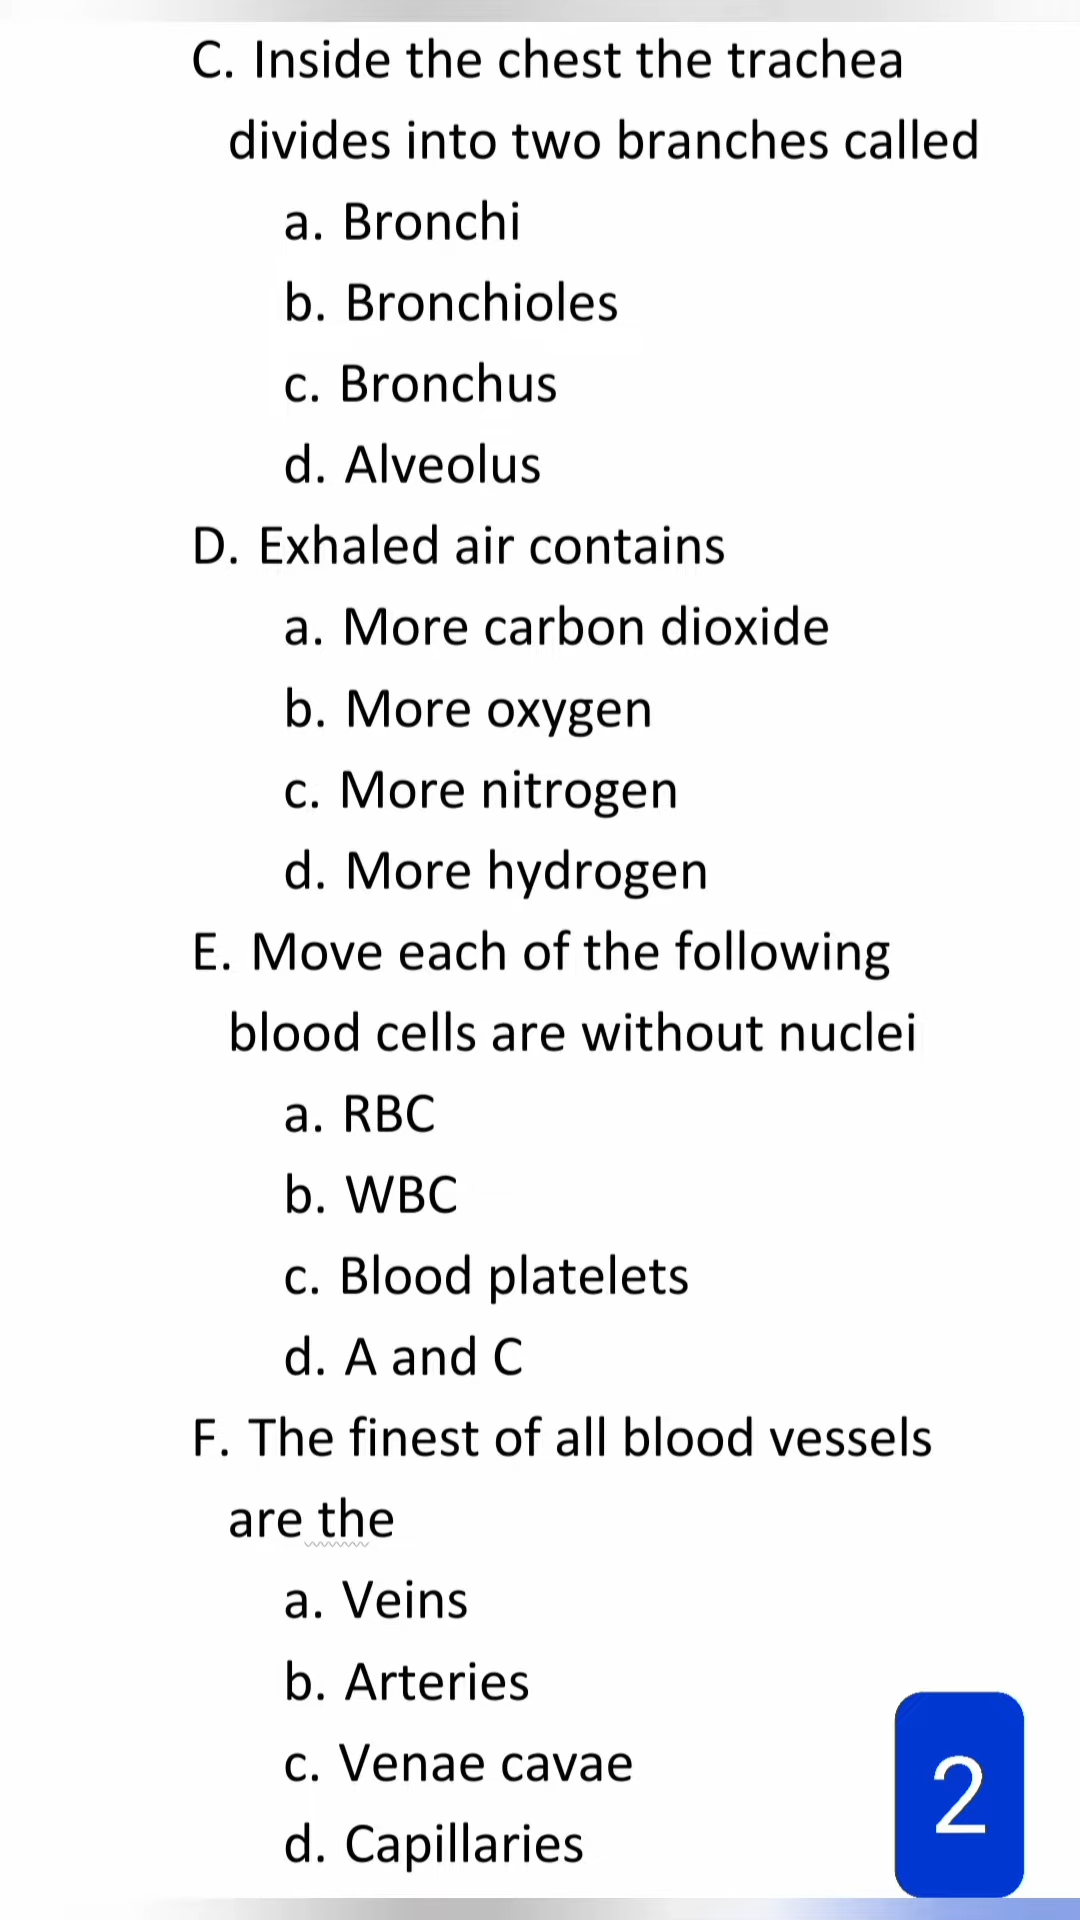 C. Inside the chest the trachea
divides into two branches called
a. Bronchi
b. Bronchioles
c. Bronchus
d. Alveolus
D. Exhaled air contains
a. More carbon dioxide
b. More oxygen
c. More nitrogen
d. More hydrogen
E. Move each of the following
blood cells are without nuclei
a. RBC
b. WBC
c. Blood platelets
d. A and C
F. The finest of all blood vessels
are the
a. Veins
b. Arteries
c. Venae cavae
d. Capillaries
2